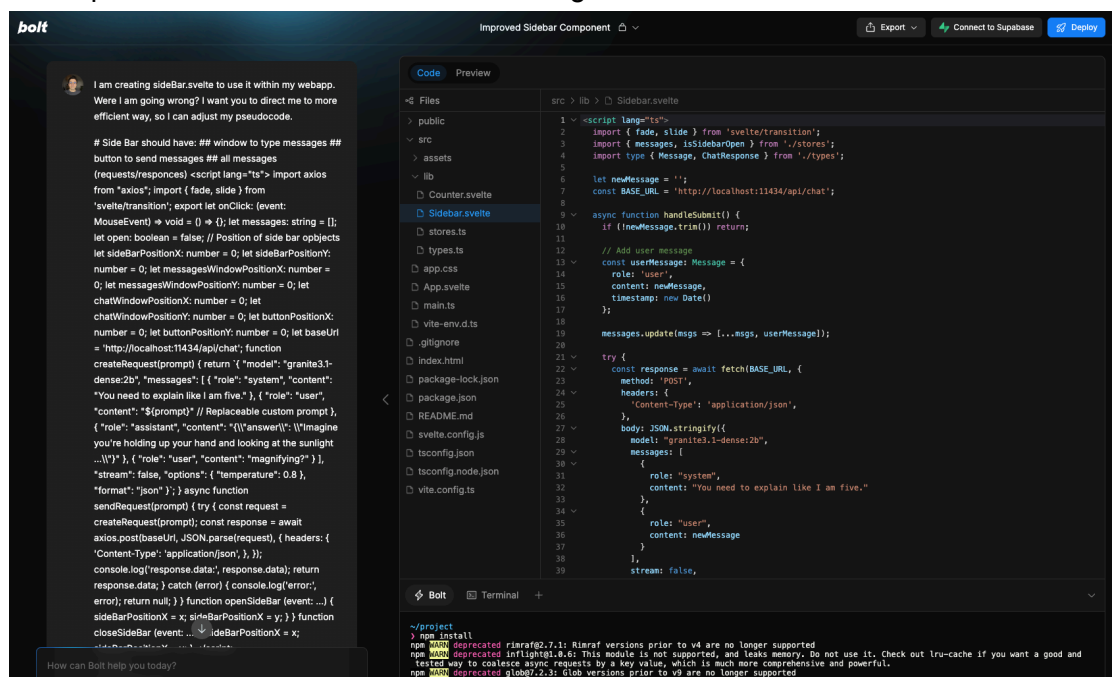 bolt
Improved Sidebar Component
Export
Connect to Supabase
Deploy
I am creating sideBar.svelte to use it within my webapp.
Were I am going wrong? I want you to direct me to more
efficient way, so I can adjust my pseudocode.
# Side Bar should have: ## window to type messages ##
button to send messages ## all messages
(requests/responces) <script lang="ts"> import axios
from "axios"; import { fade, slide } from
'svelte/transition'; export let onClick: (event:
MouseEvent) => void = () => {}; let messages: string = [];
let open: boolean = false; // Position of side bar opbjects
let sideBarPositionX: number = 0; let sideBarPositionY:
number = 0; let messagesWindowPositionX: number =
0; let messagesWindowPositionY: number = 0; let
chatWindowPositionX: number = 0; let
chatWindowPositionY: number = 0; let buttonPositionX:
number = 0; let buttonPositionY: number = 0; let baseUrl
= 'http://localhost:11434/api/chat'; function
createRequest(prompt) { return `{ "model": "granite3.1-
dense:2b", "messages": [ { "role": "system", "content":
"You need to explain like I am five." }, { "role": "user",
"content": "${prompt}" // Replaceable custom prompt },
{ "role": "assistant", "content": "{\\"answer\\": \\"Imagine
you're holding up your hand and looking at the sunlight
...\\"}" }, { "role": "user", "content": "magnifying?" } ],
"stream": false, "options": { "temperature": 0.8 },
"format": "json" }`; } async function
sendRequest(prompt) { try { const request =
createRequest(prompt); const response = await
axios.post(baseUrl, JSON.parse(request), { headers: {
'Content-Type': 'application/json', }, });
console.log('response.data:', response.data); return
response.data; } catch (error) { console.log('error:',
error); return null; } } function openSideBar (event: ...) {
sideBarPositionX = x; sideBarPositionX = y; } } function
closeSideBar (event: ... sideBarPositionX = x;
How can Bolt help you today?
Code Preview
Files
public
src
assets
lib
Counter.svelte
Sidebar.svelte
stores.ts
types.ts
app.css
App.svelte
main.ts
vite-env.d.ts
.gitignore
index.html
package-lock.json
package.json
README.md
svelte.config.js
tsconfig.json
tsconfig.node.json
vite.config.ts
src > lib > Sidebar.svelte
1 <script lang="ts">
2 import { fade, slide } from 'svelte/transition';
3 import { messages, isSidebarOpen } from './stores';
4 import type { Message, ChatResponse } from './types';
5
6 let newMessage = '';
7 const BASE_URL = 'http://localhost:11434/api/chat';
8
9 async function handleSubmit() {
10 if (!newMessage.trim()) return;
11
12 // Add user message
13 const userMessage: Message = {
14 role: 'user',
15 content: newMessage,
16 timestamp: new Date()
17 };
18
19 messages.update(msgs => [...msgs, userMessage]);
20
21 try {
22 const response = await fetch(BASE_URL, {
23 method: 'POST',
24 headers: {
25 'Content-Type': 'application/json',
26 },
27 body: JSON.stringify({
28 model: "granite3.1-dense:2b",
29 messages: [
30 {
31 role: "system",
32 content: "You need to explain like I am five."
33 },
34 {
35 role: "user",
36 content: newMessage
37 }
38 ],
39 stream: false,
Bolt Terminal +
~/project
> npm install
npm WARN deprecated rimraf@2.7.1: Rimraf versions prior to v4 are no longer supported
npm WARN deprecated inflight@1.0.6: This module is not supported, and leaks memory. Do not use it. Check out lru-cache if you want a good and
tested way to coalesce async requests by a key value, which is much more comprehensive and powerful.
npm WARN deprecated glob@7.2.3: Glob versions prior to v9 are no longer supported